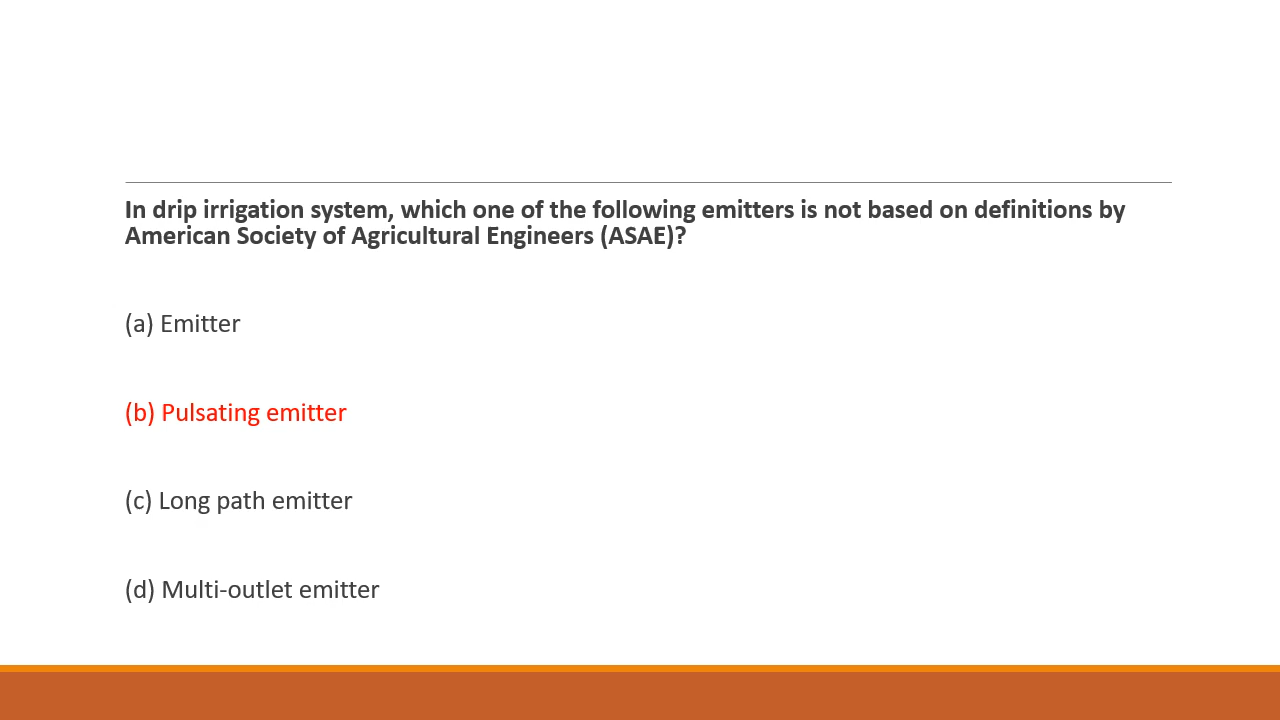 In drip irrigation system, which one of the following emitters is not based on definitions by
American Society of Agricultural Engineers (ASAE)?
(a) Emitter
(b) Pulsating emitter
(c) Long path emitter
(d) Multi-outlet emitter